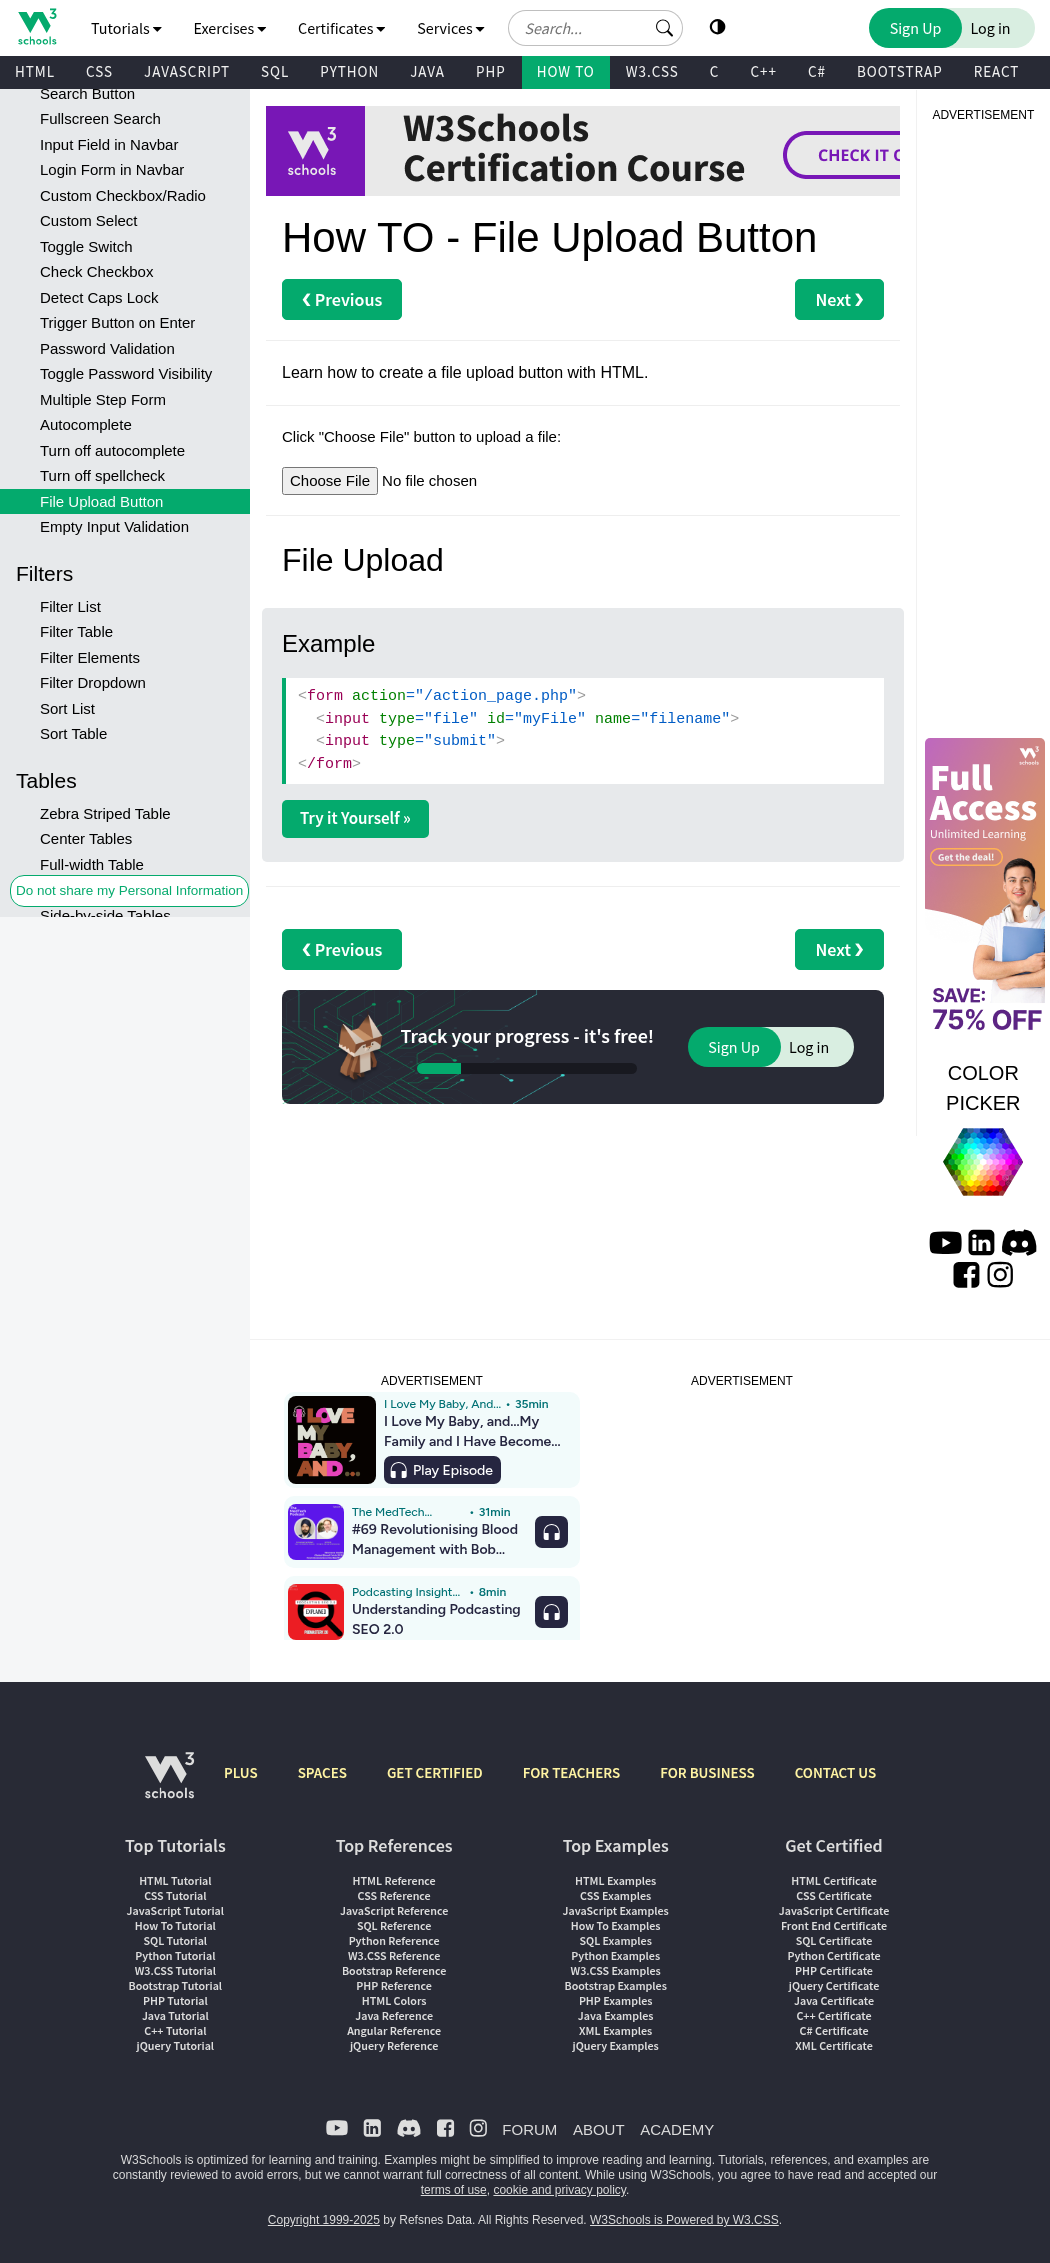 3
schools
Tutorials
Exercises
Certificates
Services
Search...
Sign Up
Log in
HTML
CSS
JAVASCRIPT
SQL
PYTHON
JAVA
PHP
HOW TO
W3.CSS
C
C++
C#
BOOTSTRAP
REACT
Search Button
Fullscreen Search
Input Field in Navbar
Login Form in Navbar
Custom Checkbox/Radio
Custom Select
Toggle Switch
Check Checkbox
Detect Caps Lock
Trigger Button on Enter
Password Validation
Toggle Password Visibility
Multiple Step Form
Autocomplete
Turn off autocomplete
Turn off spellcheck
File Upload Button
Empty Input Validation
Filters
Filter List
Filter Table
Filter Elements
Filter Dropdown
Sort List
Sort Table
Tables
Zebra Striped Table
Center Tables
Full-width Table
Do not share my Personal Information
Side-by-side Tables
W3
schools
W3Schools
Certification Course
CHECK IT
How TO - File Upload Button
❮ Previous
Next ❯
Learn how to create a file upload button with HTML.
Click "Choose File" button to upload a file:
Choose File No file chosen
File Upload
Example
<form action="/action_page.php">
<input type="file" id="myFile" name="filename">
<input type="submit">
</form>
Try it Yourself »
❮ Previous
Next ❯
Track your progress - it's free!
Sign Up
Log in
ADVERTISEMENT
W3
schools
Full
Access
Unlimited Learning
Get the deal!
SAVE:
75% OFF
COLOR
PICKER
ADVERTISEMENT
I Love My Baby, And... • 35min
I LOVE
MY
BABY,
AND...
I Love My Baby, and...My
Family and I Have Become...
Play Episode
The MedTech... • 31min
#69 Revolutionising Blood
Management with Bob...
Podcasting Insight... • 8min
EXPLAINED
Understanding Podcasting
SEO 2.0
ADVERTISEMENT
W3
schools
PLUS
SPACES
GET CERTIFIED
FOR TEACHERS
FOR BUSINESS
CONTACT US
Top Tutorials
HTML Tutorial
CSS Tutorial
JavaScript Tutorial
How To Tutorial
SQL Tutorial
Python Tutorial
W3.CSS Tutorial
Bootstrap Tutorial
PHP Tutorial
Java Tutorial
C++ Tutorial
jQuery Tutorial
Top References
HTML Reference
CSS Reference
JavaScript Reference
SQL Reference
Python Reference
W3.CSS Reference
Bootstrap Reference
PHP Reference
HTML Colors
Java Reference
Angular Reference
jQuery Reference
Top Examples
HTML Examples
CSS Examples
JavaScript Examples
How To Examples
SQL Examples
Python Examples
W3.CSS Examples
Bootstrap Examples
PHP Examples
Java Examples
XML Examples
jQuery Examples
Get Certified
HTML Certificate
CSS Certificate
JavaScript Certificate
Front End Certificate
SQL Certificate
Python Certificate
PHP Certificate
jQuery Certificate
Java Certificate
C++ Certificate
C# Certificate
XML Certificate
FORUM
ABOUT
ACADEMY
W3Schools is optimized for learning and training. Examples might be simplified to improve reading and learning. Tutorials, references, and examples are
constantly reviewed to avoid errors, but we cannot warrant full correctness of all content. While using W3Schools, you agree to have read and accepted our
terms of use, cookie and privacy policy.
Copyright 1999-2025 by Refsnes Data. All Rights Reserved. W3Schools is Powered by W3.CSS.